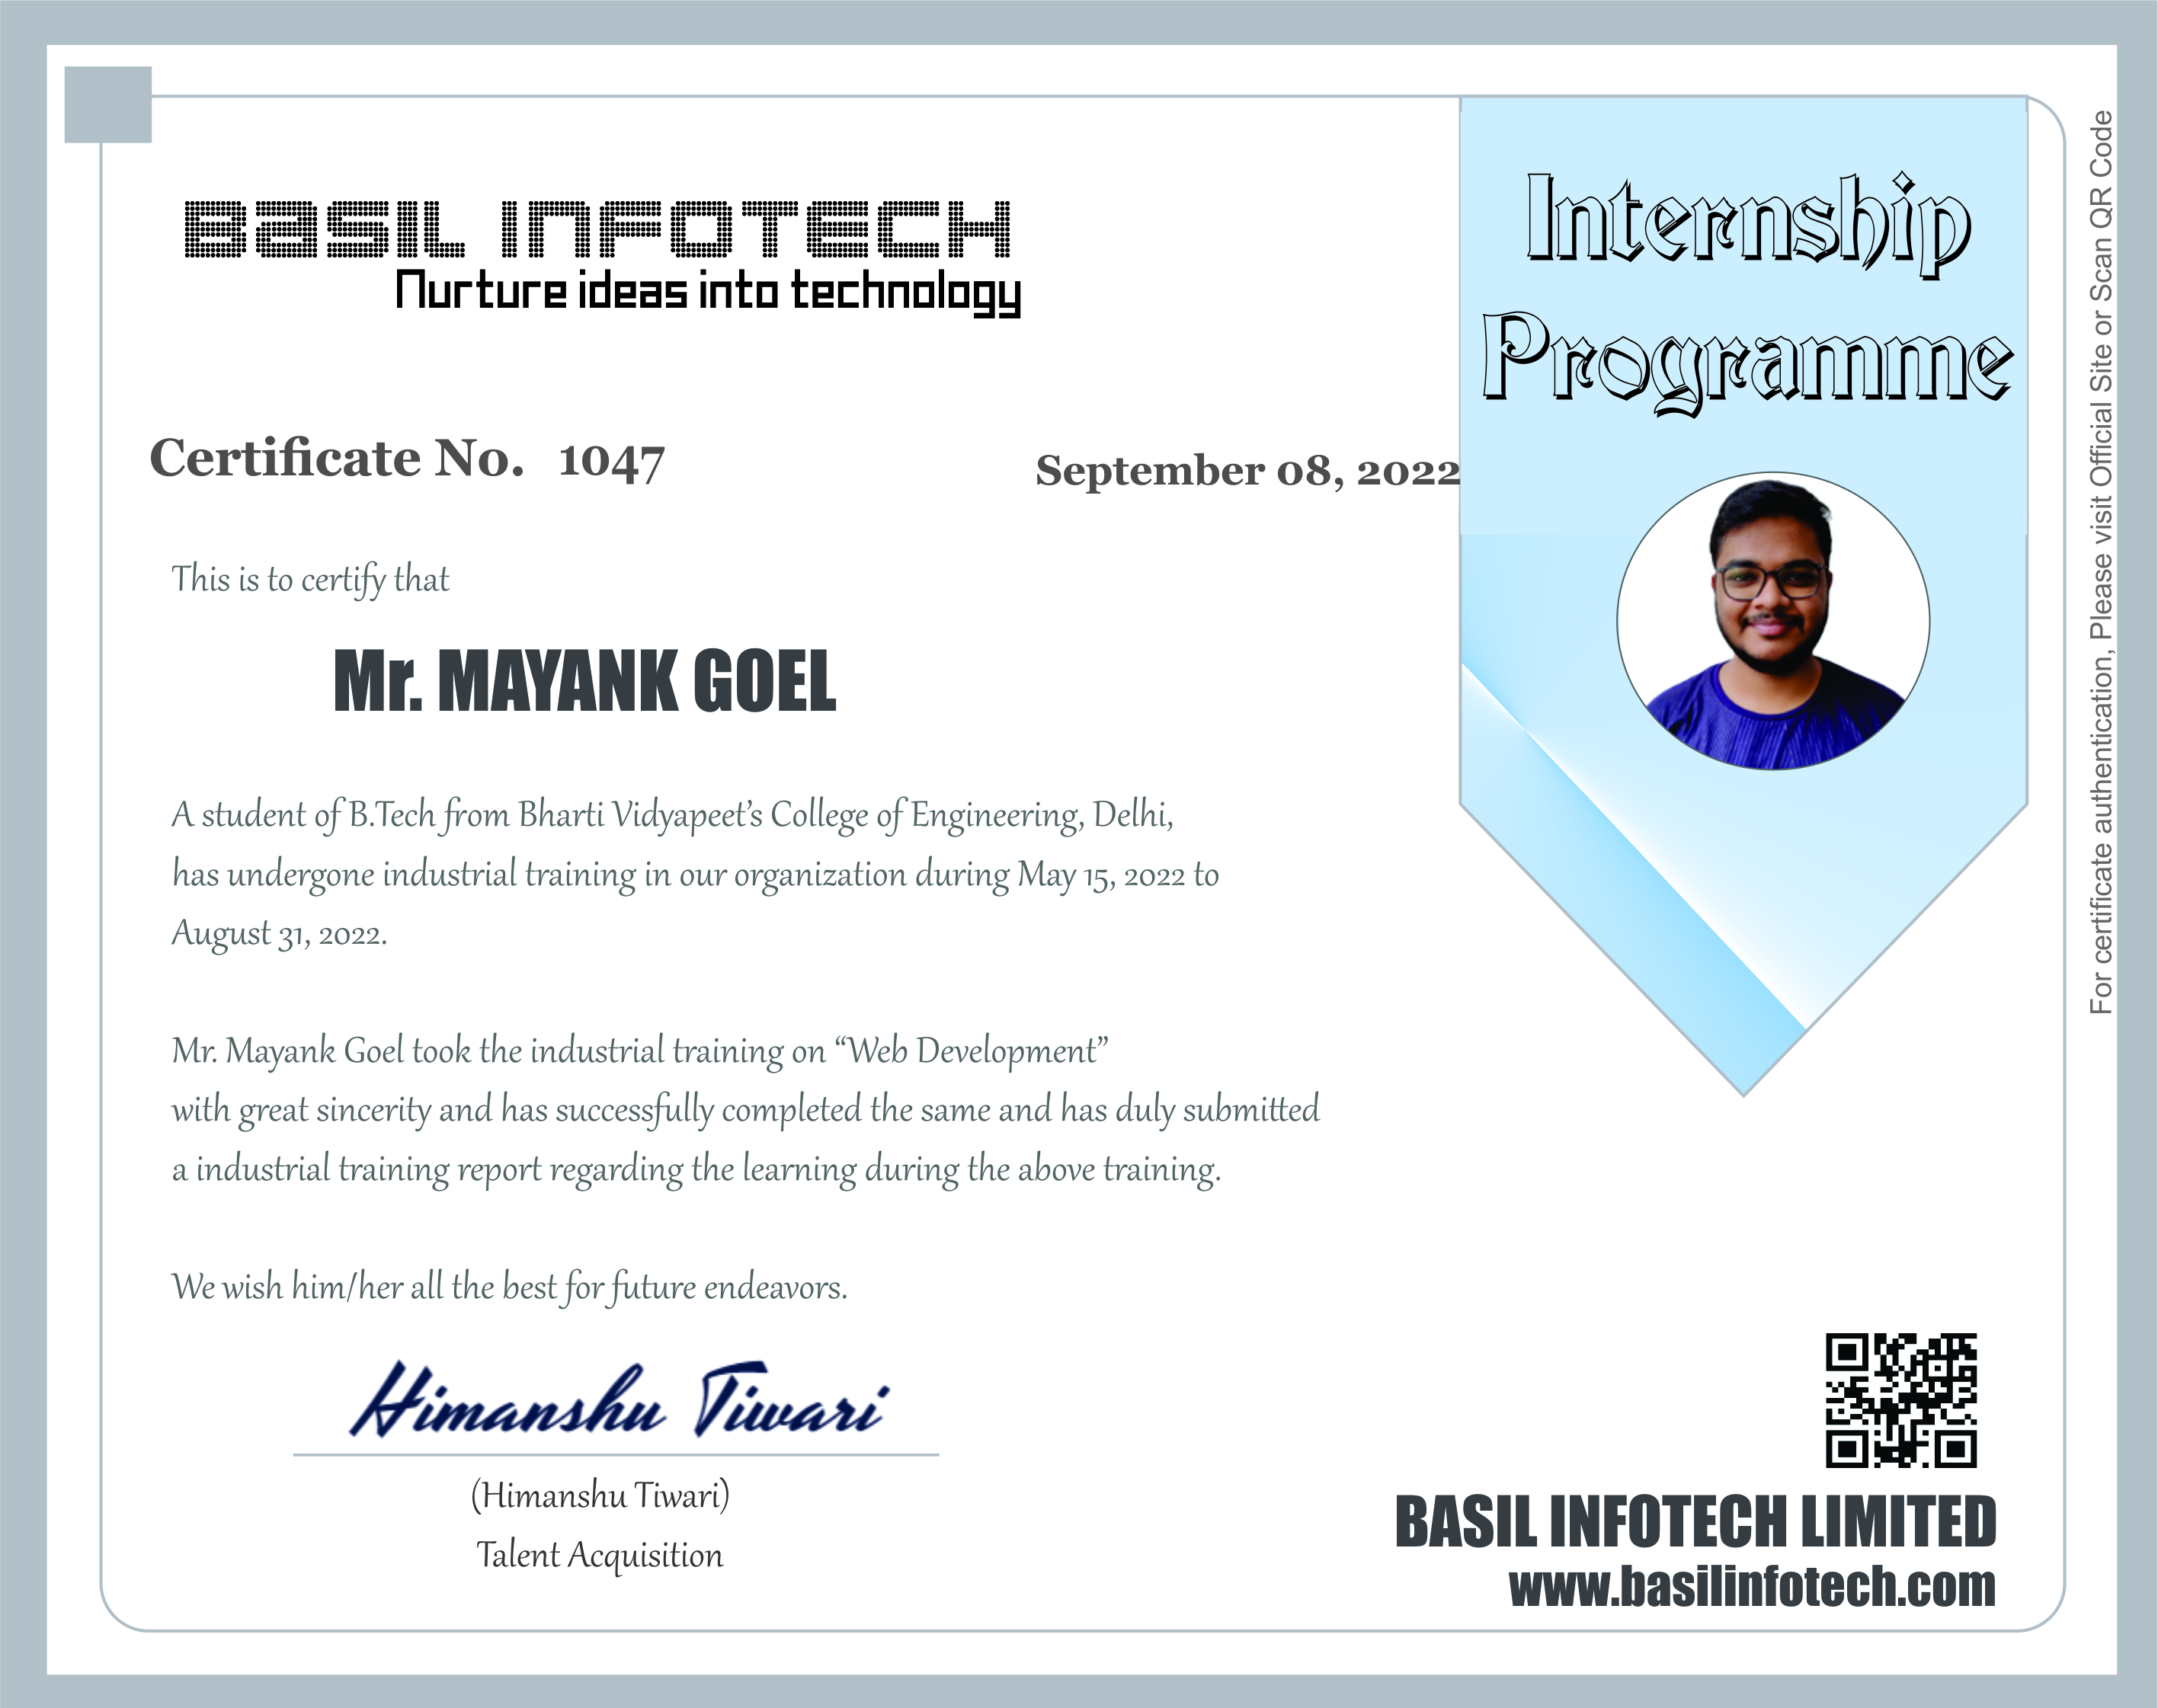 BASIL INFOTECH
Nurture ideas into technology
Internship
Programme
Certificate No. 1047
September 08, 2022
This is to certify that
Mr. MAYANK GOEL
A student of B.Tech from Bharti Vidyapeet’s College of Engineering, Delhi,
has undergone industrial training in our organization during May 15, 2022 to
August 31, 2022.
Mr. Mayank Goel took the industrial training on “Web Development”
with great sincerity and has successfully completed the same and has duly submitted
a industrial training report regarding the learning during the above training.
We wish him/her all the best for future endeavors.
Himanshu Tiwari
(Himanshu Tiwari)
Talent Acquisition
BASIL INFOTECH LIMITED
www.basilinfotech.com
For certificate authentication, Please visit Official Site or Scan QR Code